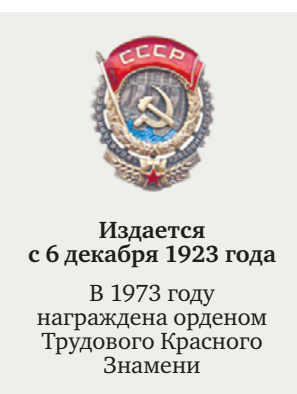 СССР
Издается
с 6 декабря 1923 года
В 1973 году
награждена орденом
Трудового Красного
Знамени